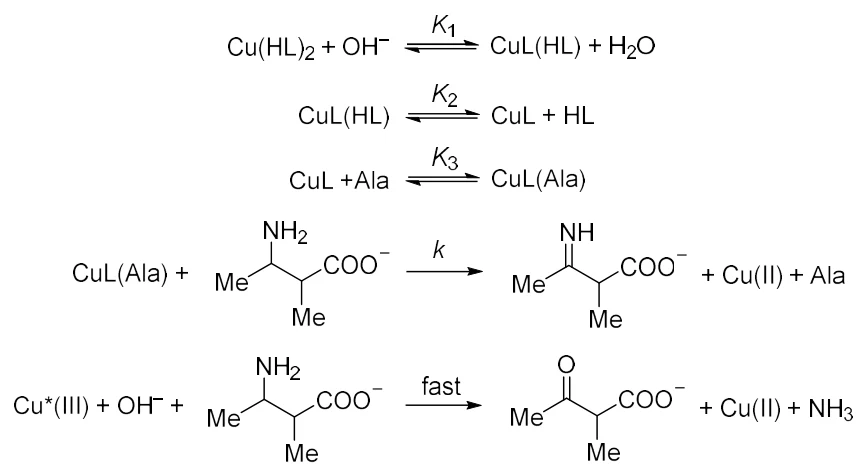 K₁
Cu(HL)₂ + OH⁻ ⇌ CuL(HL) + H₂O
K₂
CuL(HL) ⇌ CuL + HL
K₃
CuL +Ala ⇌ CuL(Ala)
NH₂ NH
CuL(Ala) + Me COO⁻ k Me COO⁻ + Cu(II) + Ala
Me Me
NH₂ O
Cu*(III) + OH⁻ + Me COO⁻ fast Me COO⁻ + Cu(II) + NH₃
Me Me